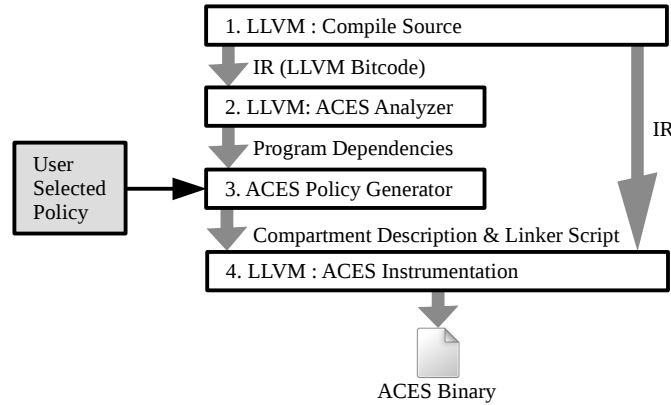 1. LLVM : Compile Source
IR (LLVM Bitcode)
2. LLVM: ACES Analyzer
IR
Program Dependencies
User
Selected
Policy
3. ACES Policy Generator
Compartment Description & Linker Script
4. LLVM : ACES Instrumentation
ACES Binary